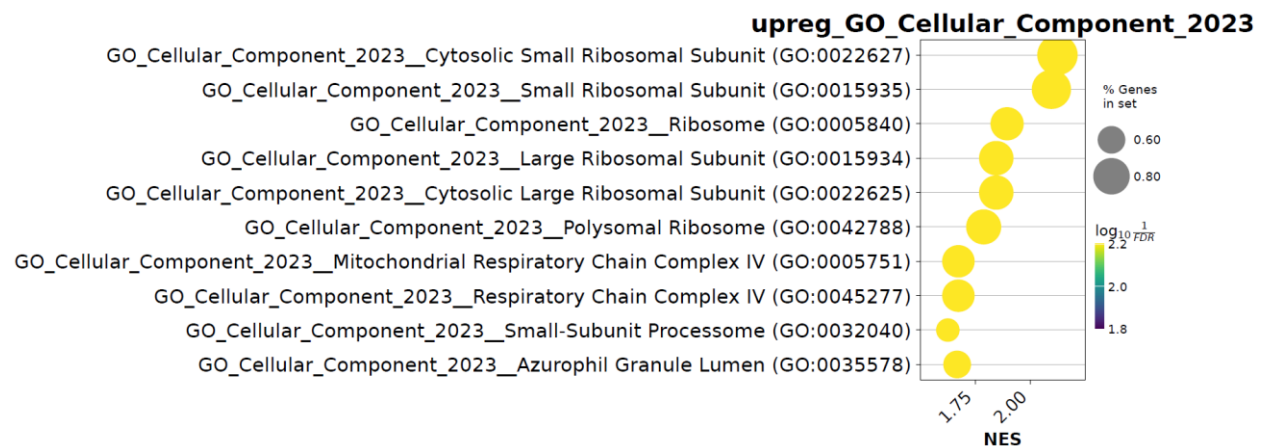 upreg_GO_Cellular_Component_2023
GO_Cellular_Component_2023__Cytosolic Small Ribosomal Subunit (GO:0022627)
GO_Cellular_Component_2023__Small Ribosomal Subunit (GO:0015935)
GO_Cellular_Component_2023__Ribosome (GO:0005840)
GO_Cellular_Component_2023__Large Ribosomal Subunit (GO:0015934)
GO_Cellular_Component_2023__Cytosolic Large Ribosomal Subunit (GO:0022625)
GO_Cellular_Component_2023__Polysomal Ribosome (GO:0042788)
GO_Cellular_Component_2023__Mitochondrial Respiratory Chain Complex IV (GO:0005751)
GO_Cellular_Component_2023__Respiratory Chain Complex IV (GO:0045277)
GO_Cellular_Component_2023__Small-Subunit Processome (GO:0032040)
GO_Cellular_Component_2023__Azurophil Granule Lumen (GO:0035578)
1.75
2.00
NES
% Genes
in set
0.60
0.80
log10 1/FDR
2.2
2.0
1.8